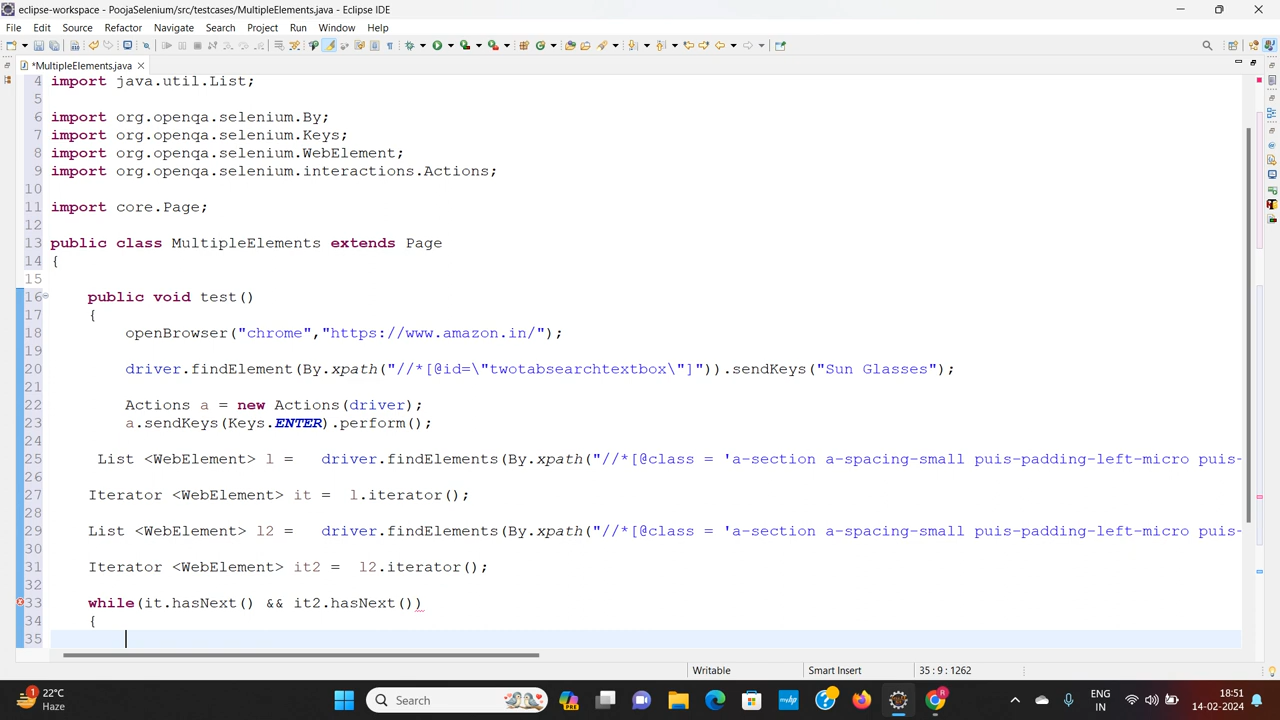 eclipse-workspace - PoojaSelenium/src/testcases/MultipleElements.java - Eclipse IDE
File Edit Source Refactor Navigate Search Project Run Window Help
*MultipleElements.java
4 import java.util.List;
5
6 import org.openqa.selenium.By;
7 import org.openqa.selenium.Keys;
8 import org.openqa.selenium.WebElement;
9 import org.openqa.selenium.interactions.Actions;
10
11 import core.Page;
12
13 public class MultipleElements extends Page
14 {
15
16 public void test()
17 {
18 openBrowser("chrome","https://www.amazon.in/");
19
20 driver.findElement(By.xpath("//*[@id=\"twotabsearchtextbox\"]")).sendKeys("Sun Glasses");
21
22 Actions a = new Actions(driver);
23 a.sendKeys(Keys.ENTER).perform();
24
25 List <WebElement> l = driver.findElements(By.xpath("//*[@class = 'a-section a-spacing-small puis-padding-left-micro puis-
26
27 Iterator <WebElement> it = l.iterator();
28
29 List <WebElement> l2 = driver.findElements(By.xpath("//*[@class = 'a-section a-spacing-small puis-padding-left-micro puis-
30
31 Iterator <WebElement> it2 = l2.iterator();
32
33 while(it.hasNext() && it2.hasNext())
34 {
35
Writable Smart Insert 35 : 9 : 1262
22°C
Haze
Search
PRE
ENG
IN
18:51
14-02-2024